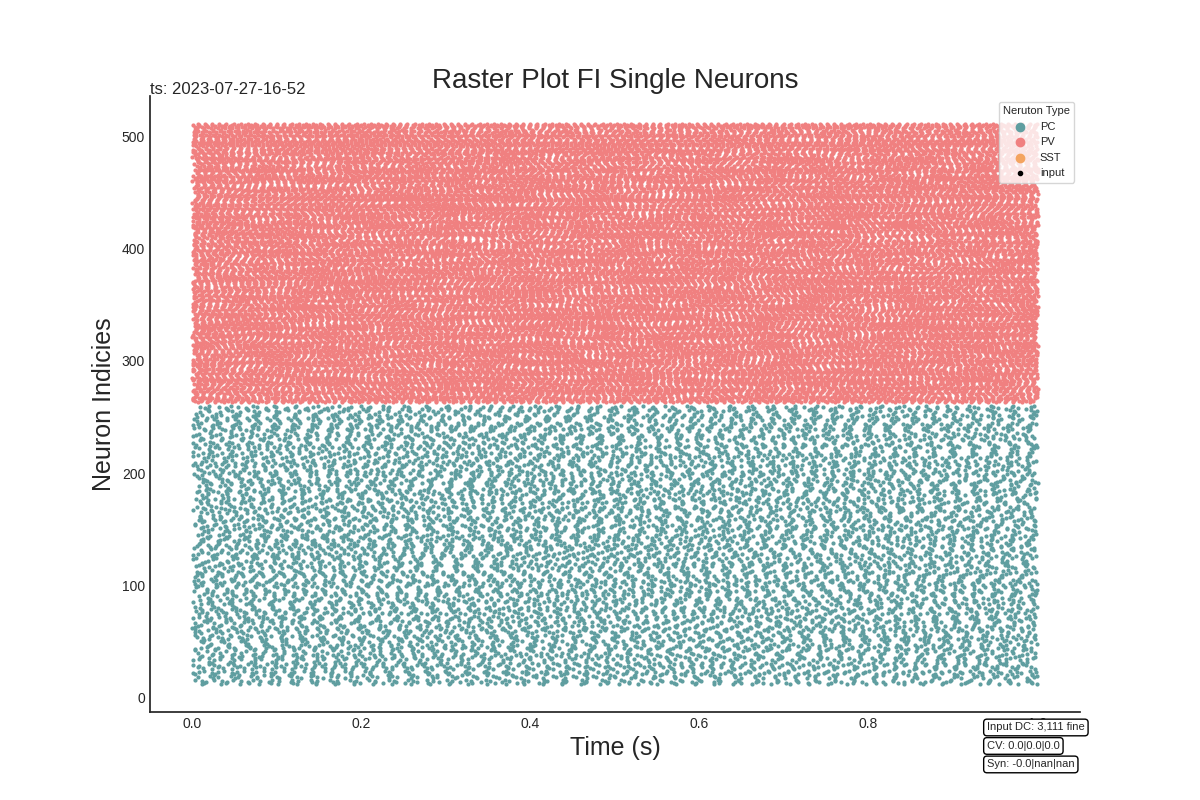 Raster Plot FI Single Neurons
ts: 2023-07-27-16-52
Neruton Type
PC
PV
SST
input
Neuron Indicies
500
400
300
200
100
0
0.0
0.2
0.4
0.6
0.8
Time (s)
Input DC: 3,111 fine
CV: 0.0|0.0|0.0
Syn: -0.0|nan|nan